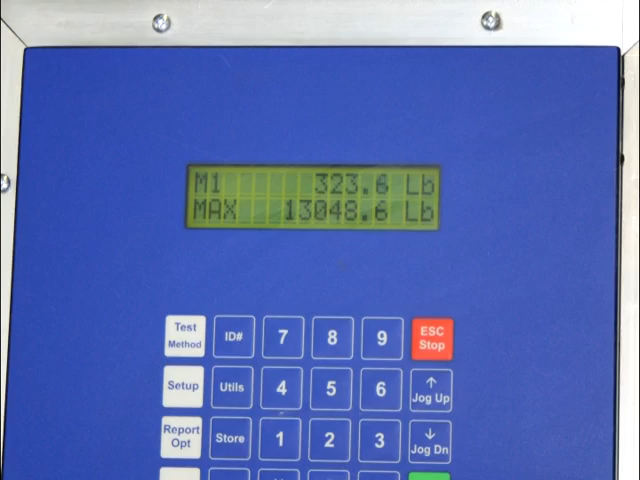 M1 323.6 Lb
MAX 13048.6 Lb
Test Method
ID#
7
8
9
ESC Stop
Setup
Utils
4
5
6
↑ Jog Up
Report Opt
Store
1
2
3
↓ Jog Dn